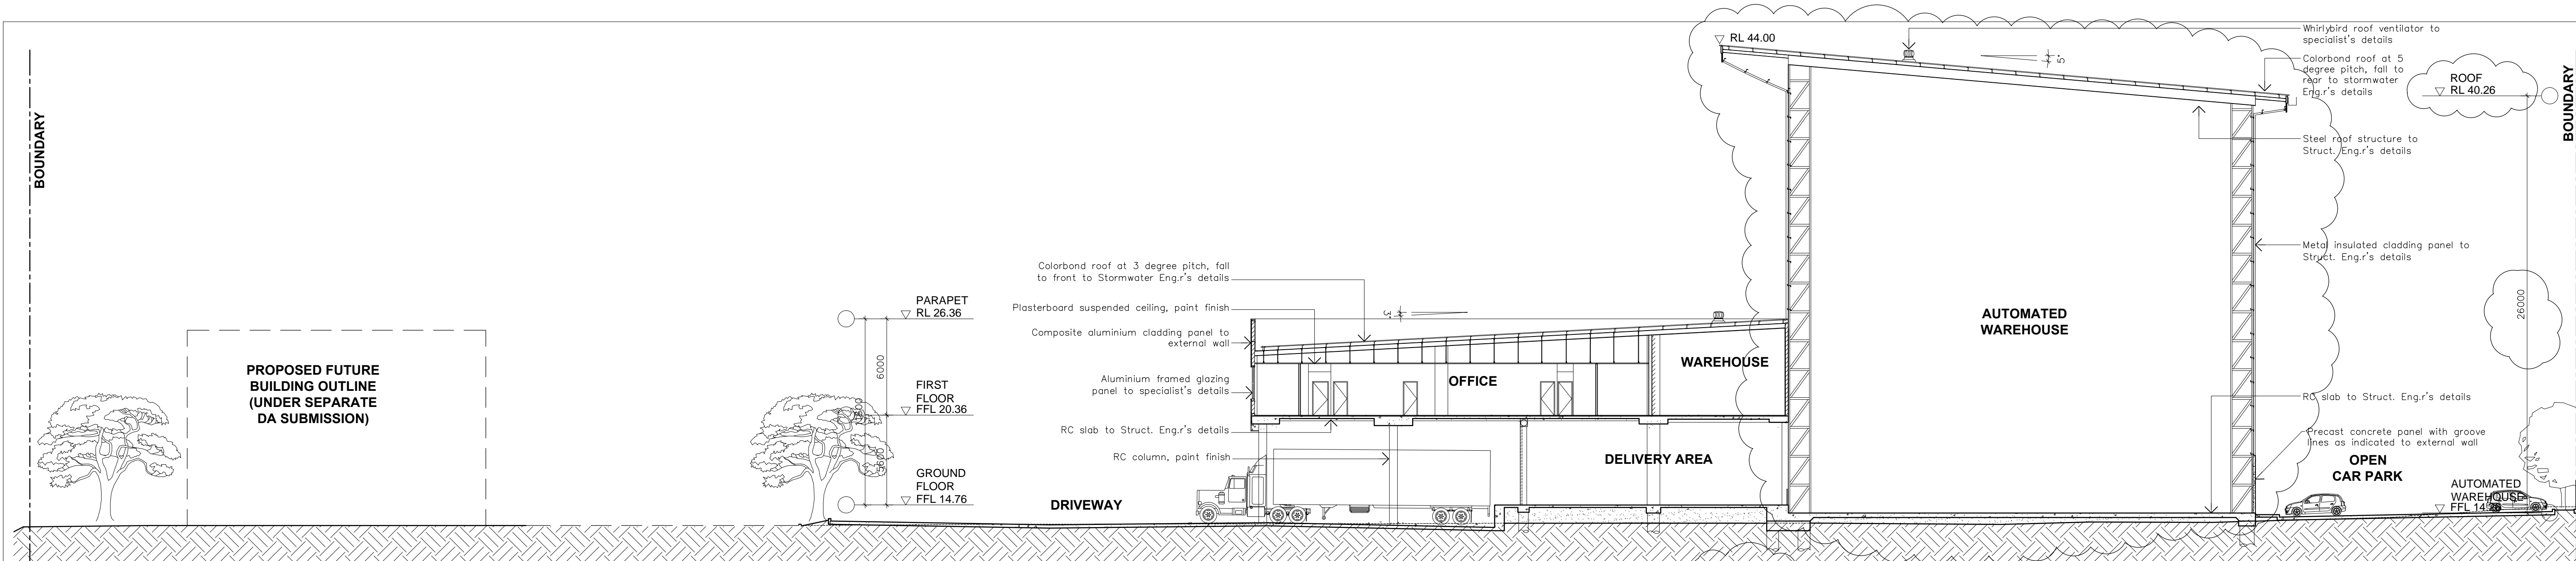 BOUNDARY
PROPOSED FUTURE
BUILDING OUTLINE
(UNDER SEPARATE
DA SUBMISSION)
PARAPET
RL 26.36
6000
FIRST
FLOOR
FFL 20.36
5600
GROUND
FLOOR
FFL 14.76
DRIVEWAY
Colorbond roof at 3 degree pitch, fall
to front to Stormwater Eng.r's details
Plasterboard suspended ceiling, paint finish
Composite aluminium cladding panel to
external wall
Aluminium framed glazing
panel to specialist's details
RC slab to Struct. Eng.r's details
RC column, paint finish
3°
OFFICE
WAREHOUSE
DELIVERY AREA
RL 44.00
5°
AUTOMATED
WAREHOUSE
Whirlybird roof ventilator to
specialist's details
Colorbond roof at 5
degree pitch, fall to
rear to stormwater
Eng.r's details
Steel roof structure to
Struct. Eng.r's details
Metal insulated cladding panel to
Struct. Eng.r's details
RC slab to Struct. Eng.r's details
Precast concrete panel with groove
lines as indicated to external wall
OPEN
CAR PARK
ROOF
RL 40.26
26000
AUTOMATED
WAREHOUSE
FFL 14.26
BOUNDARY